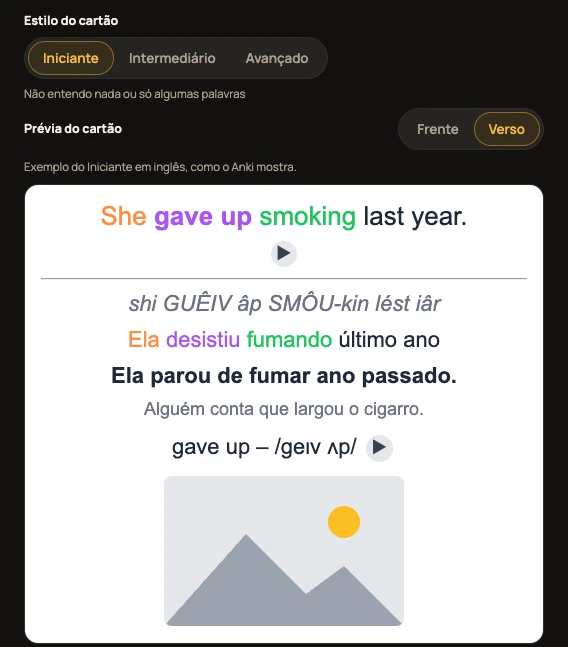 Estilo do cartão
Iniciante Intermediário Avançado
Não entendo nada ou só algumas palavras
Prévia do cartão
Frente Verso
Exemplo do Iniciante em inglês, como o Anki mostra.
She gave up smoking last year.
shi GUÊIV âp SMÔU-kin lést iâr
Ela desistiu fumando último ano
Ela parou de fumar ano passado.
Alguém conta que largou o cigarro.
gave up – /geɪv ʌp/